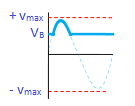 + vmax
VB
- vmax